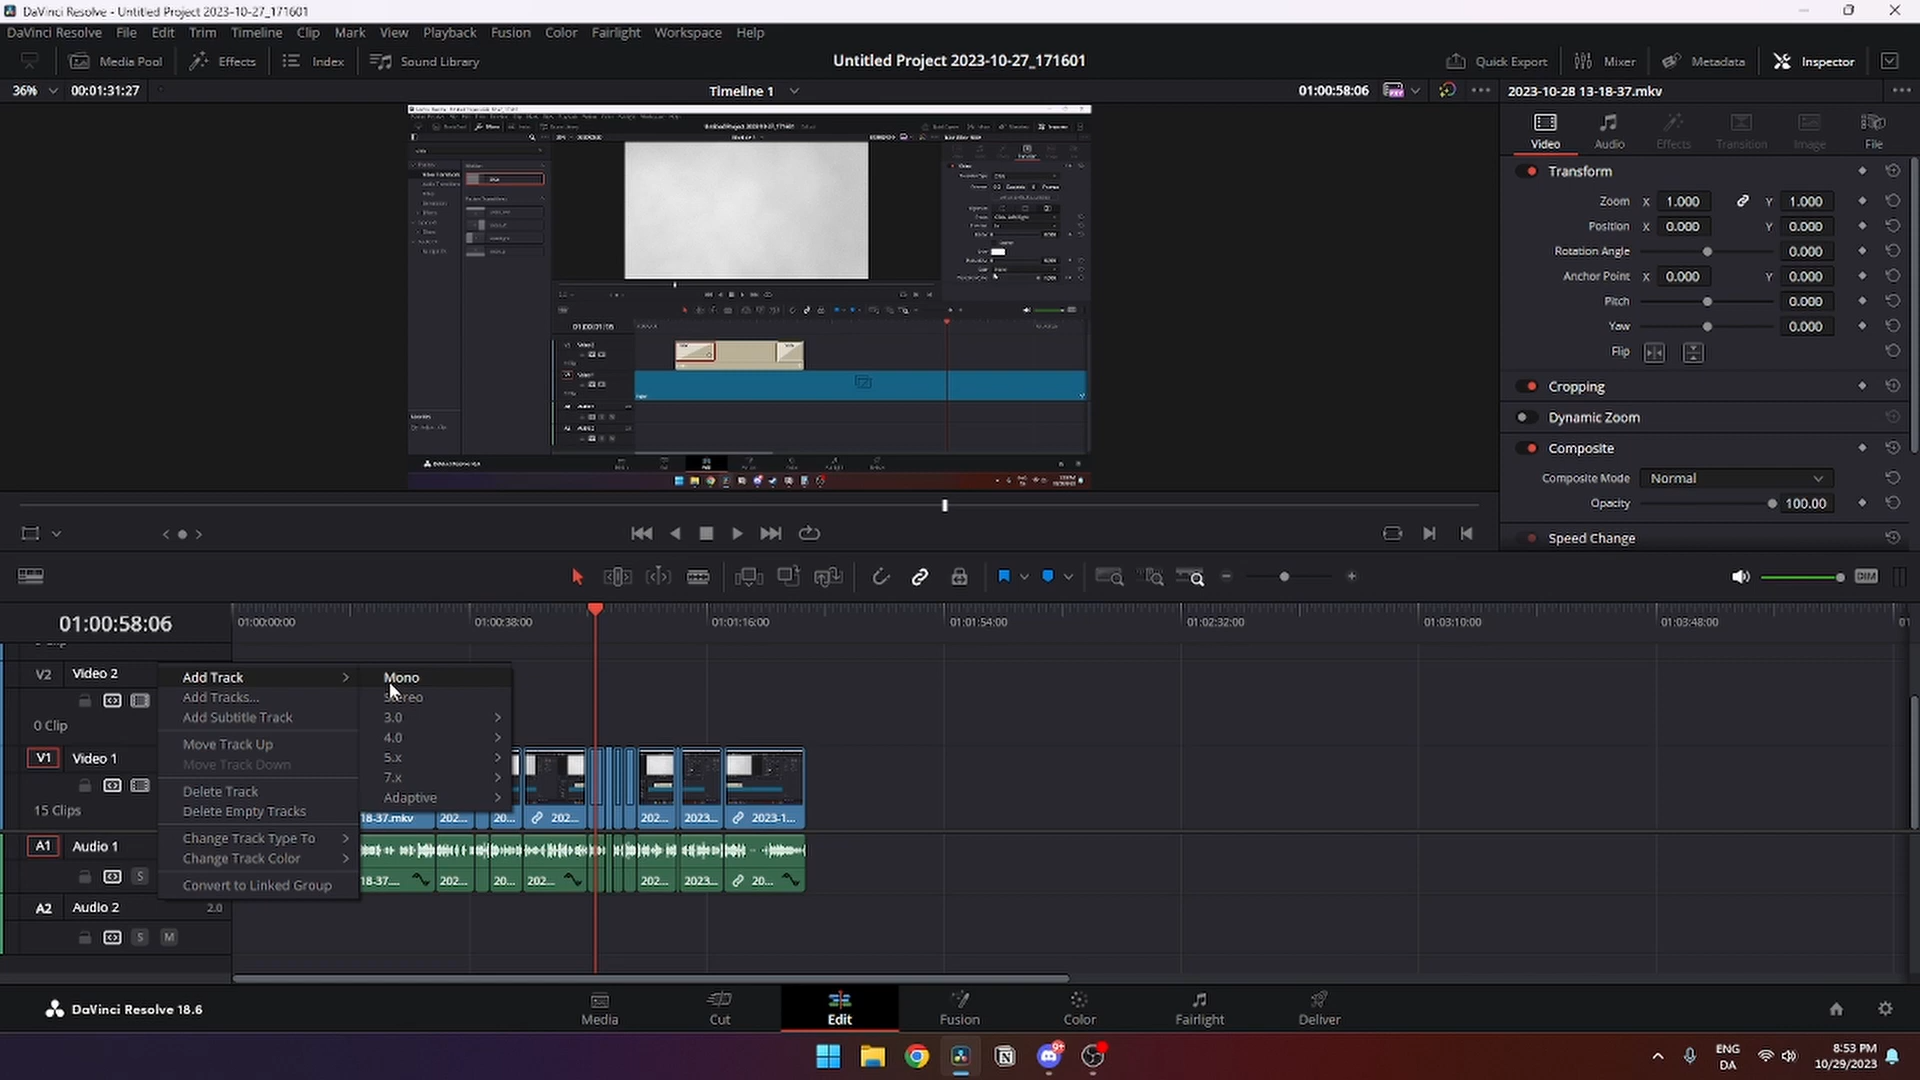 DaVinci Resolve - Untitled Project 2023-10-27_171601
DaVinci Resolve File Edit Trim Timeline Clip Mark View Playback Fusion Color Fairlight Workspace Help
Media Pool Effects Index Sound Library Untitled Project 2023-10-27_171601 Quick Export Mixer Metadata Inspector
36% 00:01:31:27 Timeline 1 01:00:58:06 2023-10-28 13-18-37.mkv
Video Audio Effects Transition Image File
Transform
Zoom X 1.000 Y 1.000
Position X 0.000 Y 0.000
Rotation Angle 0.000
Anchor Point X 0.000 Y 0.000
Pitch 0.000
Yaw 0.000
Flip
Cropping
Dynamic Zoom
Composite
Composite Mode Normal
Opacity 100.00
Speed Change
DIM
01:00:58:06 01:00:00:00 01:00:38:00 01:01:16:00 01:01:54:00 01:02:32:00 01:03:10:00 01:03:48:00
V2 Video 2
0 Clip
V1 Video 1
15 Clips
A1 Audio 1
S
A2 Audio 2 2.0
S M
Add Track
Add Tracks...
Add Subtitle Track
Move Track Up
Move Track Down
Delete Track
Delete Empty Tracks
Change Track Type To
Change Track Color
Convert to Linked Group
Mono
Stereo
3.0
4.0
5.x
7.x
Adaptive
18-37.mkv 202... 20... 202... 202... 2023... 2023-1...
18-37.... 202... 20... 202... 202... 2023... 20...
DaVinci Resolve 18.6 Media Cut Edit Fusion Color Fairlight Deliver
9+
ENG
DA
8:53 PM
10/29/2023